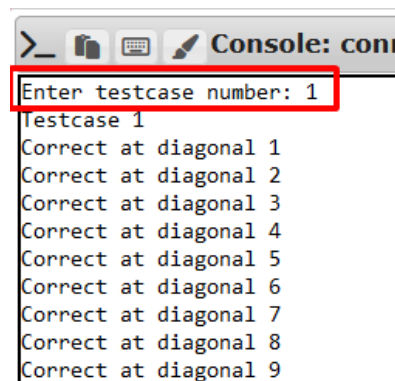 Console: con
Enter testcase number: 1
Testcase 1
Correct at diagonal 1
Correct at diagonal 2
Correct at diagonal 3
Correct at diagonal 4
Correct at diagonal 5
Correct at diagonal 6
Correct at diagonal 7
Correct at diagonal 8
Correct at diagonal 9